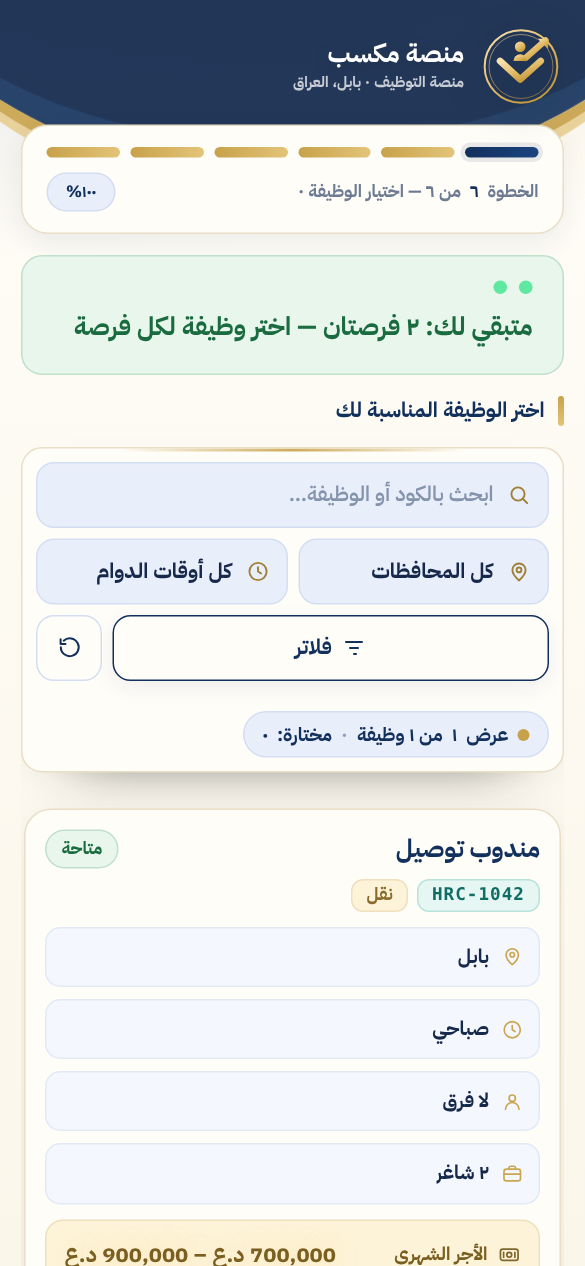 منصة مكسب
منصة التوظيف · بابل، العراق
الخطوة ٦ من ٦ — اختيار الوظيفة ٠
١٠٠%
متبقي لك: ٢ فرصتان — اختر وظيفة لكل فرصة
اختر الوظيفة المناسبة لك
ابحث بالكود أو الوظيفة...
كل المحافظات
كل أوقات الدوام
فلاتر
عرض ١ من ١ وظيفة · مختارة: ٠
مندوب توصيل
متاحة
HRC-1042
نقل
بابل
صباحي
لا فرق
٢ شاغر
الأجر الشهري
700,000 – 900,000 د.ع د.ع